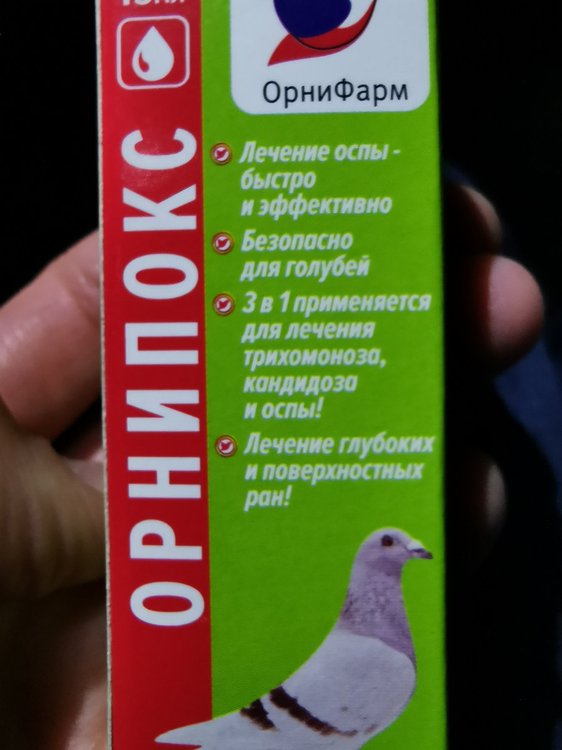 ОрниФарм
ОРНИПОКС
Лечение оспы -
быстро
и эффективно
Безопасно
для голубей
3 в 1 применяется
для лечения
трихомоноза,
кандидоза
и оспы!
Лечение глубоких
и поверхностных
ран!